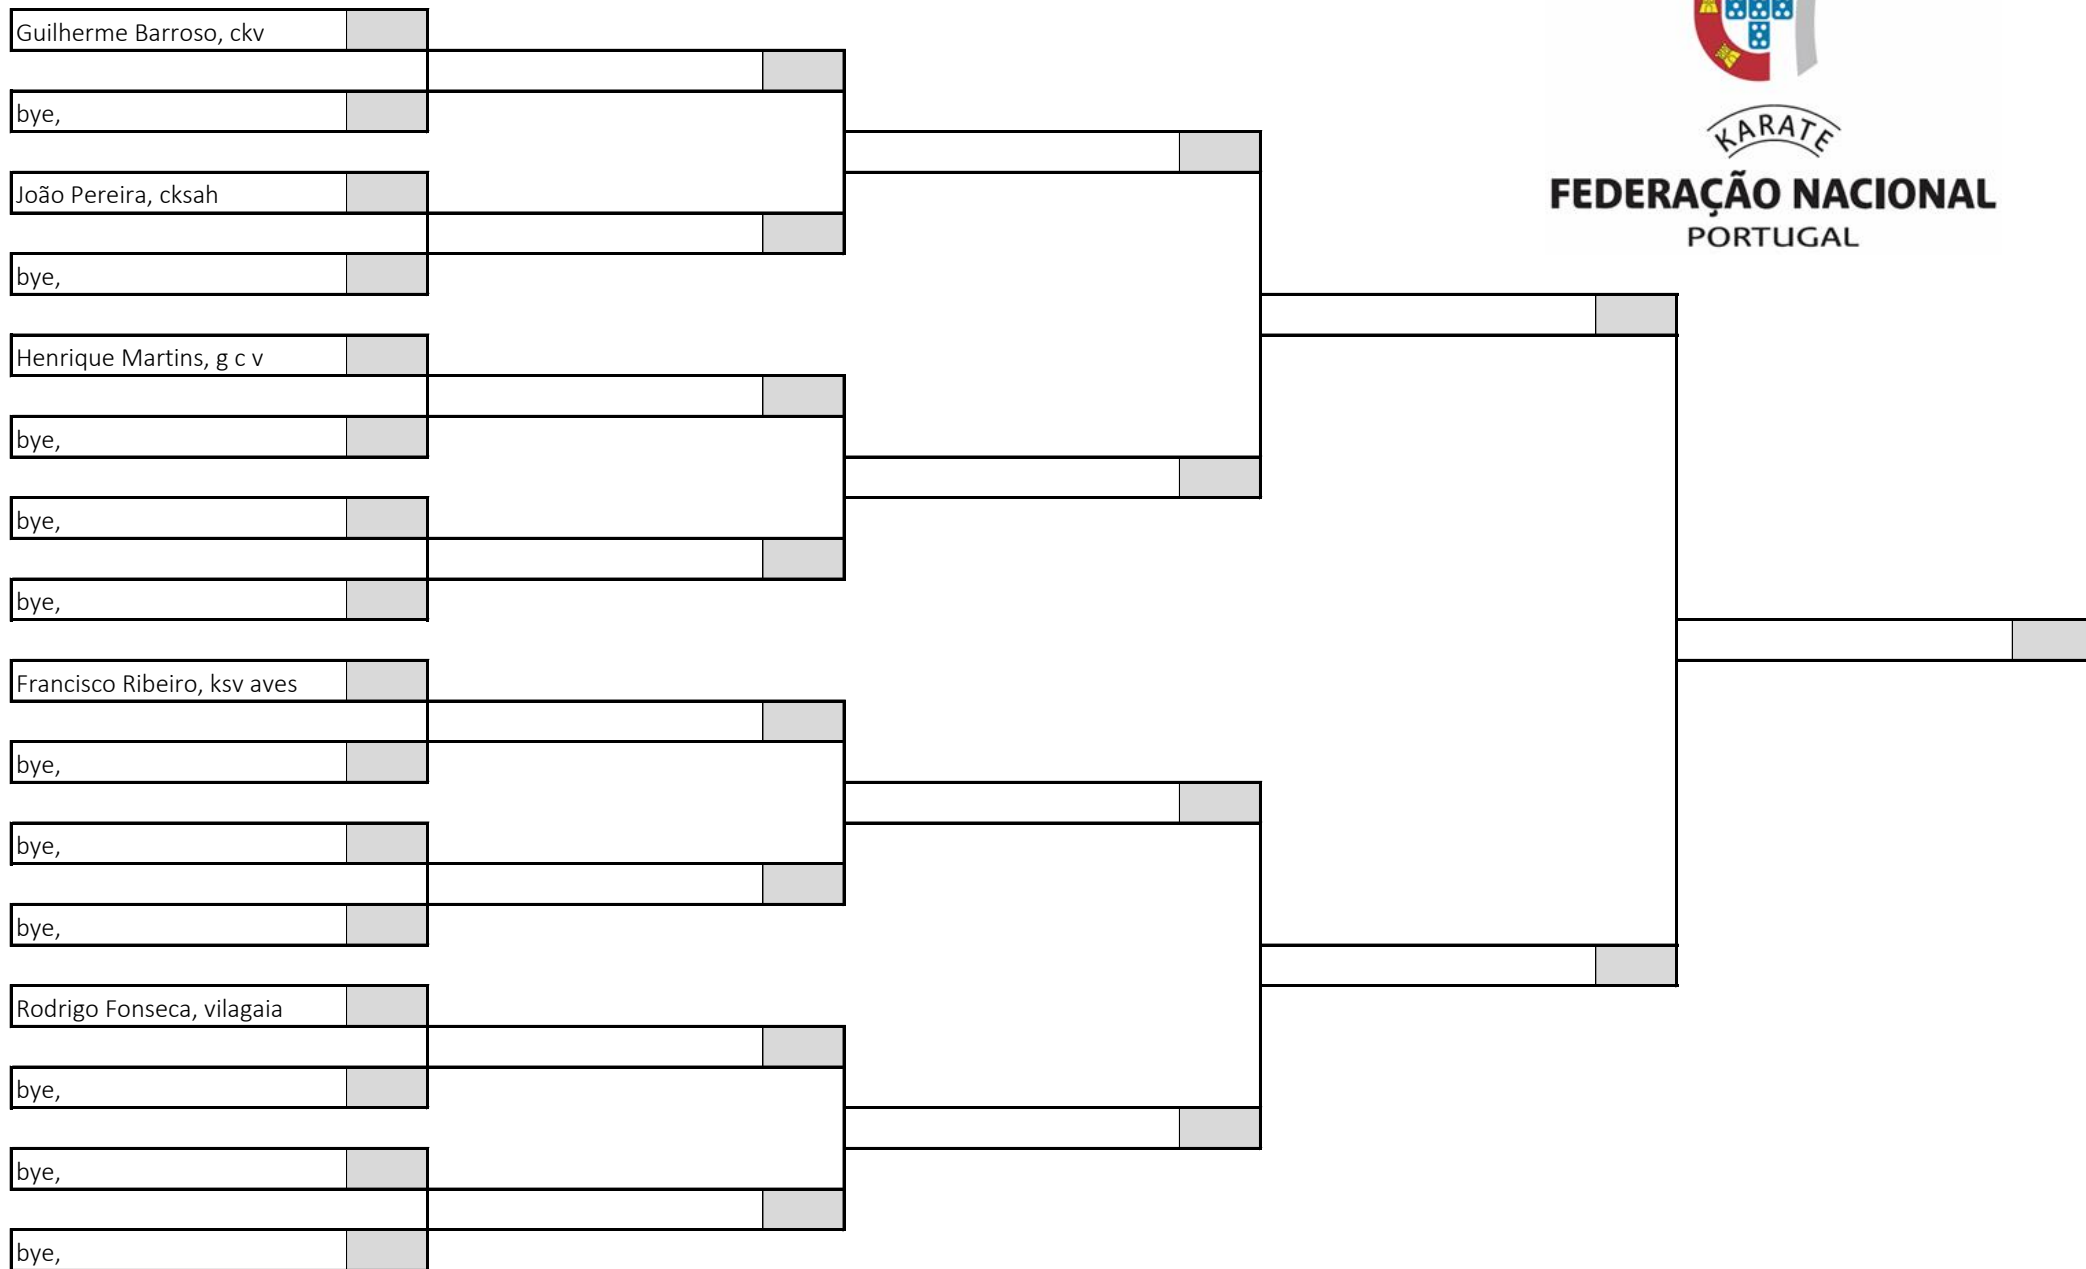 Guilherme Barroso, ckv
bye,
João Pereira, cksah
bye,
Henrique Martins, g c v
bye,
bye,
bye,
Francisco Ribeiro, ksv aves
bye,
bye,
bye,
Rodrigo Fonseca, vilagaia
bye,
bye,
bye,
KARATE
FEDERAÇÃO NACIONAL
PORTUGAL